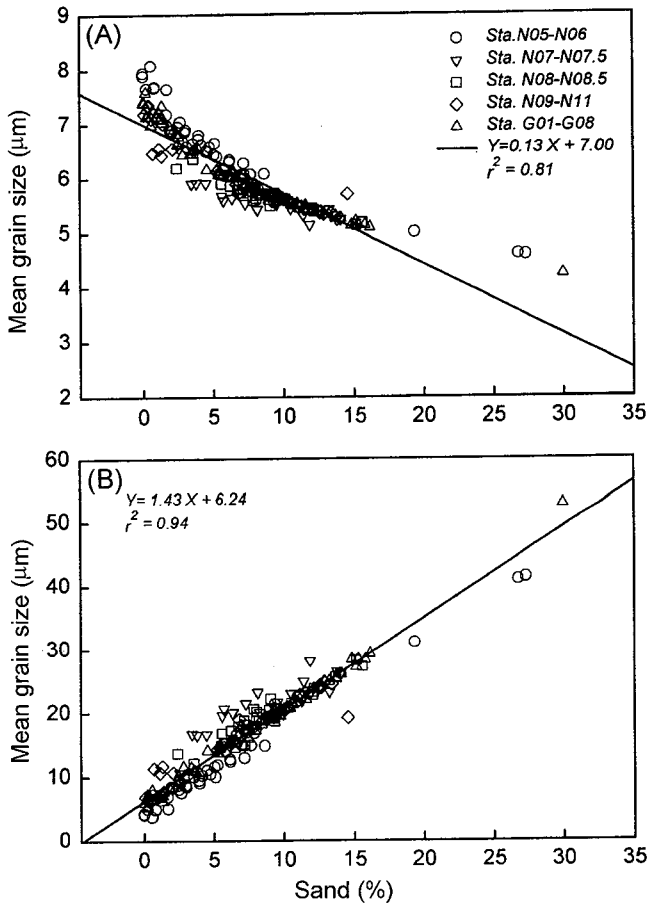 (A)
Mean grain size (μm)
9
8
7
6
5
4
3
2
Sta.N05-N06
Sta. N07-N07.5
Sta. N08-N08.5
Sta. N09-N11
Sta. G01-G08
Y=0.13 X + 7.00
r² = 0.81
0 5 10 15 20 25 30 35
(B)
Mean grain size (μm)
60
50
40
30
20
10
0
Y= 1.43 X + 6.24
r² = 0.94
0 5 10 15 20 25 30 35
Sand (%)